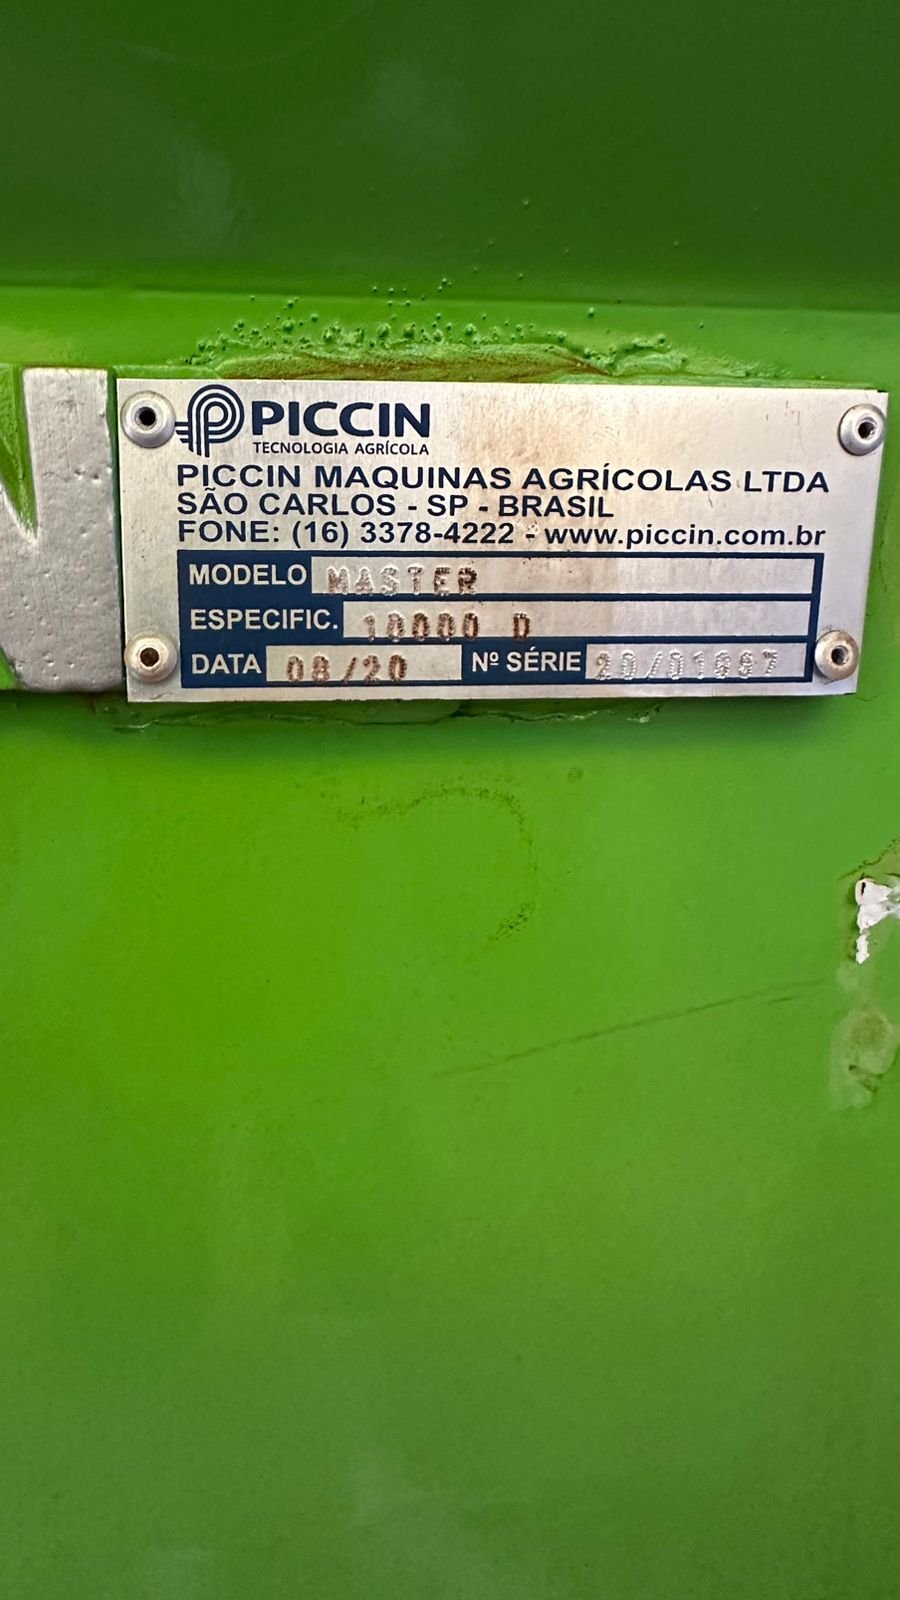 PICCIN
TECNOLOGIA AGRÍCOLA
PICCIN MAQUINAS AGRÍCOLAS LTDA
SÃO CARLOS - SP - BRASIL
FONE: (16) 3378-4222 - www.piccin.com.br
MODELO MASTER
ESPECIFIC. 10000 D
DATA 08/20 Nº SÉRIE